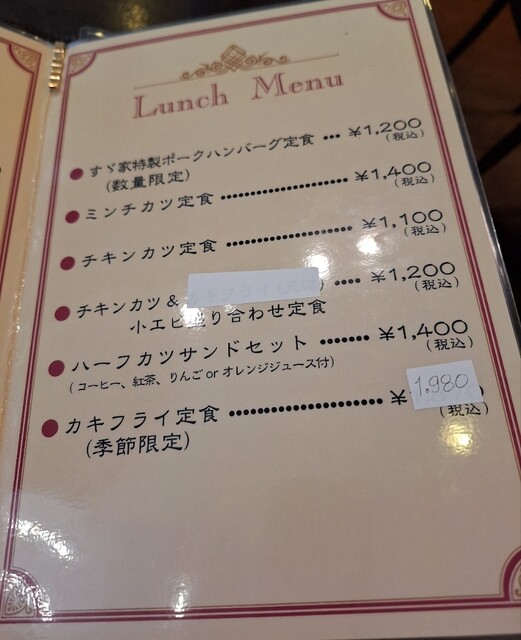 Lunch Menu
すゞ家特製ポークハンバーグ定食 … ¥1,200
(数量限定) (税込)
ミンチカツ定食 ………………… ¥1,400
(税込)
チキンカツ定食 ………………… ¥1,100
(税込)
チキンカツ& ) …… ¥1,200
小エビ り合わせ定食 (税込)
ハーフカツサンドセット ……… ¥1,400
(コーヒー、紅茶、りんご or オレンジジュース付) (税込)
カキフライ定食 ………………… ¥1,980
(季節限定) (税込)